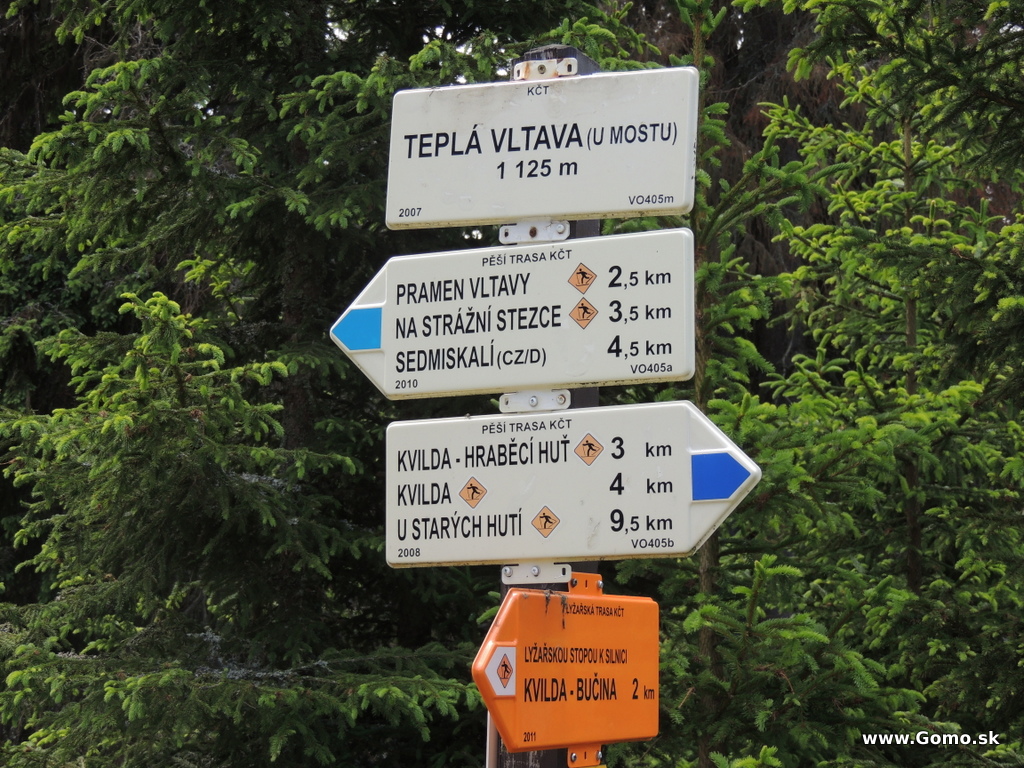 KČT
TEPLÁ VLTAVA (U MOSTU)
1 125 m
2007 VO405m
PĚŠÍ TRASA KČT
PRAMEN VLTAVY 2,5 km
NA STRÁŽNÍ STEZCE 3,5 km
SEDMISKALÍ (CZ/D) 4,5 km
2010 VO405a
PĚŠÍ TRASA KČT
KVILDA - HRABĚCÍ HUŤ 3 km
KVILDA 4 km
U STARÝCH HUTÍ 9,5 km
2008 VO405b
LYŽAŘSKÁ TRASA KČT
LYŽAŘSKOU STOPOU K SILNICI
KVILDA - BUČINA 2 km
2011
www.Gomo.sk